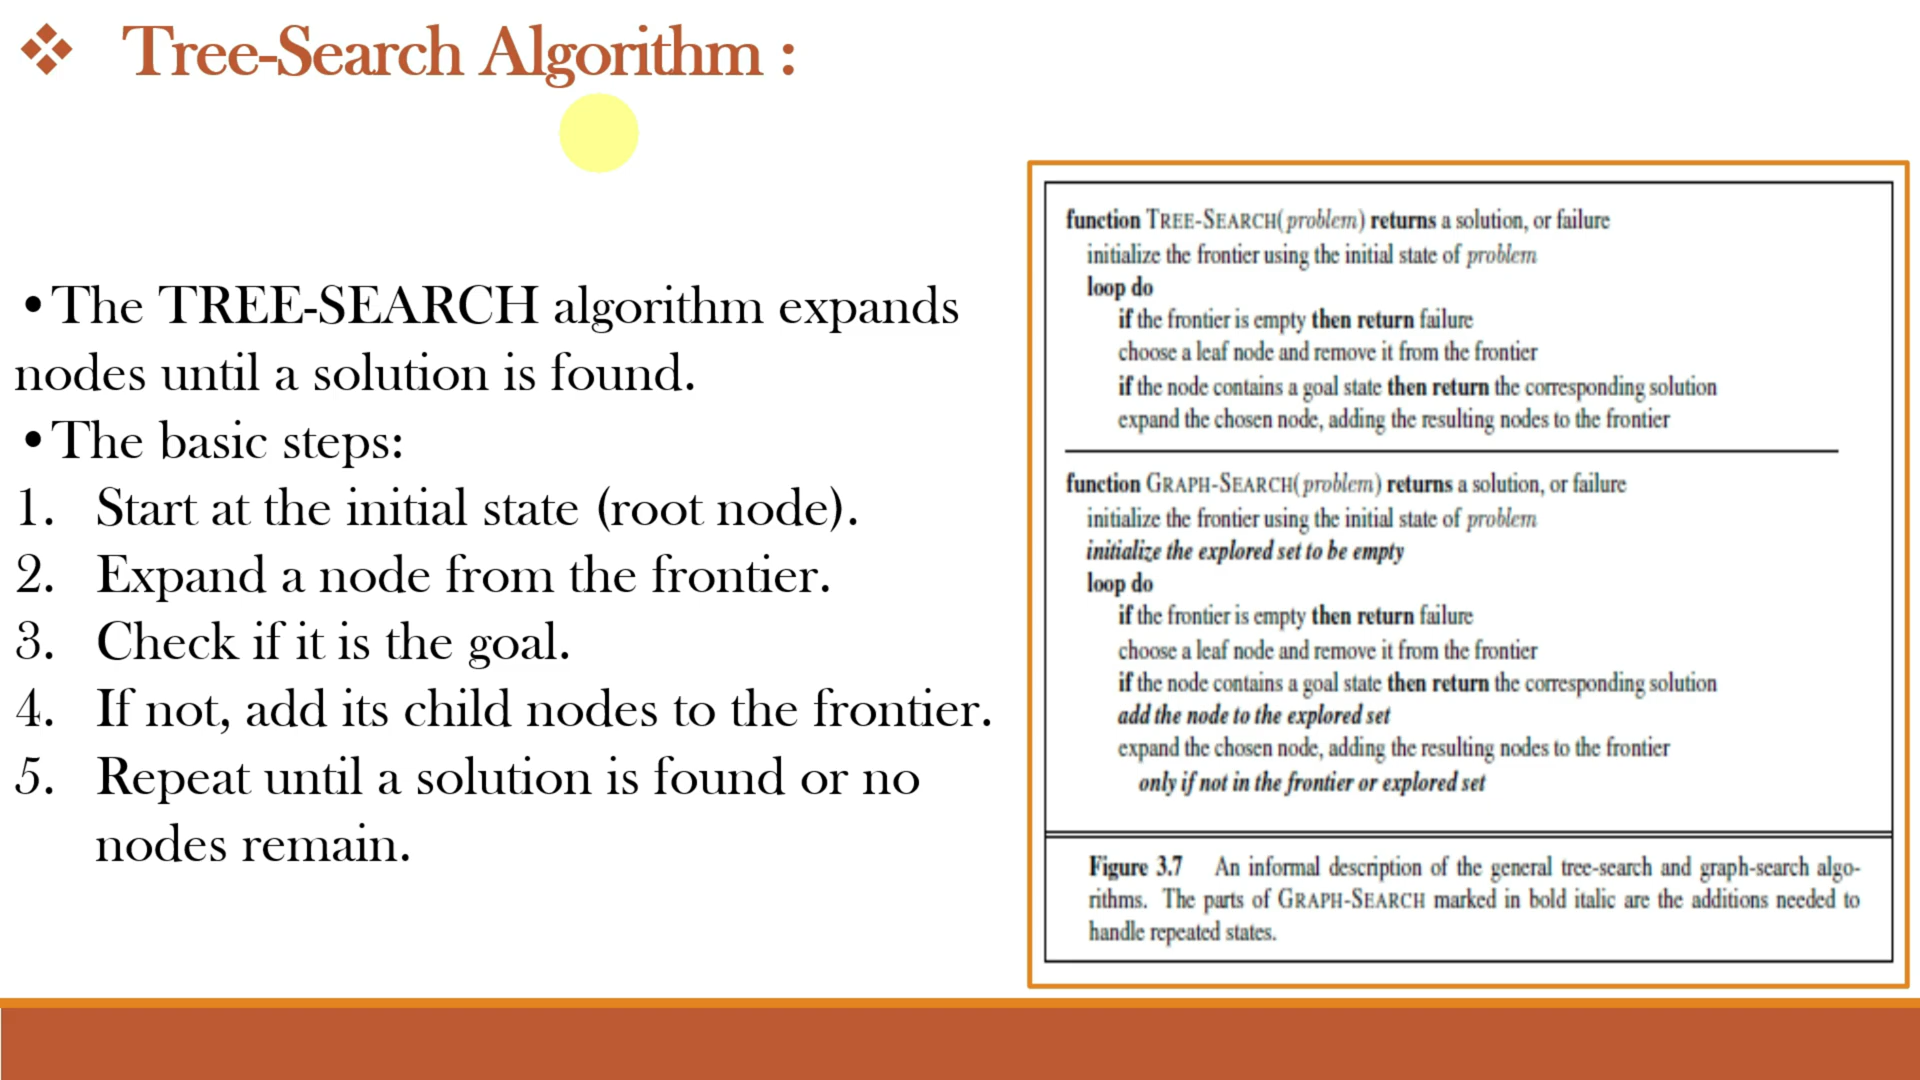 ❖ Tree-Search Algorithm :
•The TREE-SEARCH algorithm expands
nodes until a solution is found.
•The basic steps:
1. Start at the initial state (root node).
2. Expand a node from the frontier.
3. Check if it is the goal.
4. If not, add its child nodes to the frontier.
5. Repeat until a solution is found or no
nodes remain.
function TREE-SEARCH(problem) returns a solution, or failure
initialize the frontier using the initial state of problem
loop do
if the frontier is empty then return failure
choose a leaf node and remove it from the frontier
if the node contains a goal state then return the corresponding solution
expand the chosen node, adding the resulting nodes to the frontier
function GRAPH-SEARCH(problem) returns a solution, or failure
initialize the frontier using the initial state of problem
initialize the explored set to be empty
loop do
if the frontier is empty then return failure
choose a leaf node and remove it from the frontier
if the node contains a goal state then return the corresponding solution
add the node to the explored set
expand the chosen node, adding the resulting nodes to the frontier
only if not in the frontier or explored set
Figure 3.7 An informal description of the general tree-search and graph-search algo-
rithms. The parts of GRAPH-SEARCH marked in bold italic are the additions needed to
handle repeated states.